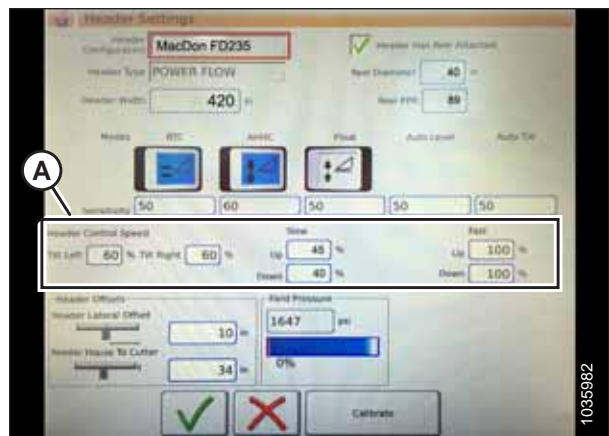 Header Settings
Header Configuration MacDon FD235 Header Has Reel Attached
Header Type POWER FLOW Reel Diameter 40 in
Header Width 420 in Reel PPR 89
Modes RTC AHHC Float Auto Level Auto Tilt
Sensitivity 50 60 50 50 50
A
Header Control Speed Slow Fast
Tilt Left 60 % Tilt Right 60 % Up 45 % Up 100 %
Down 40 % Down 100 %
Header Offsets Field Pressure
Header Lateral Offset 1647 psi
10 in
Feeder House To Cutter 0%
34 in
Calibrate
1035982